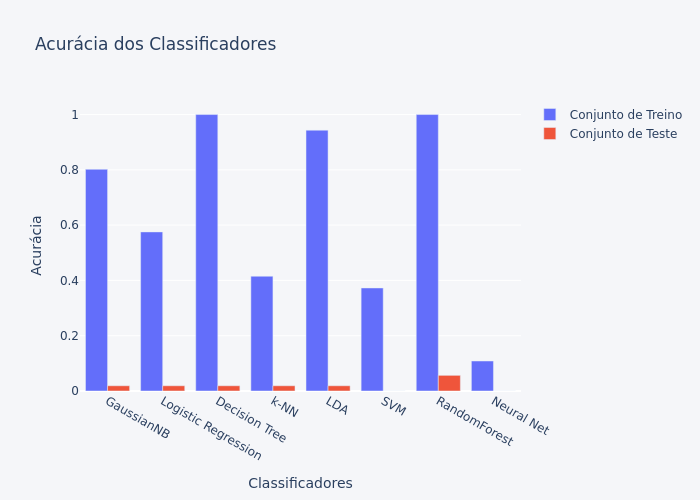 Acurácia dos Classificadores
Conjunto de Treino
Conjunto de Teste
Acurácia
1
0.8
0.6
0.4
0.2
0
GaussianNB
Logistic Regression
Decision Tree
k-NN
LDA
SVM
RandomForest
Neural Net
Classificadores